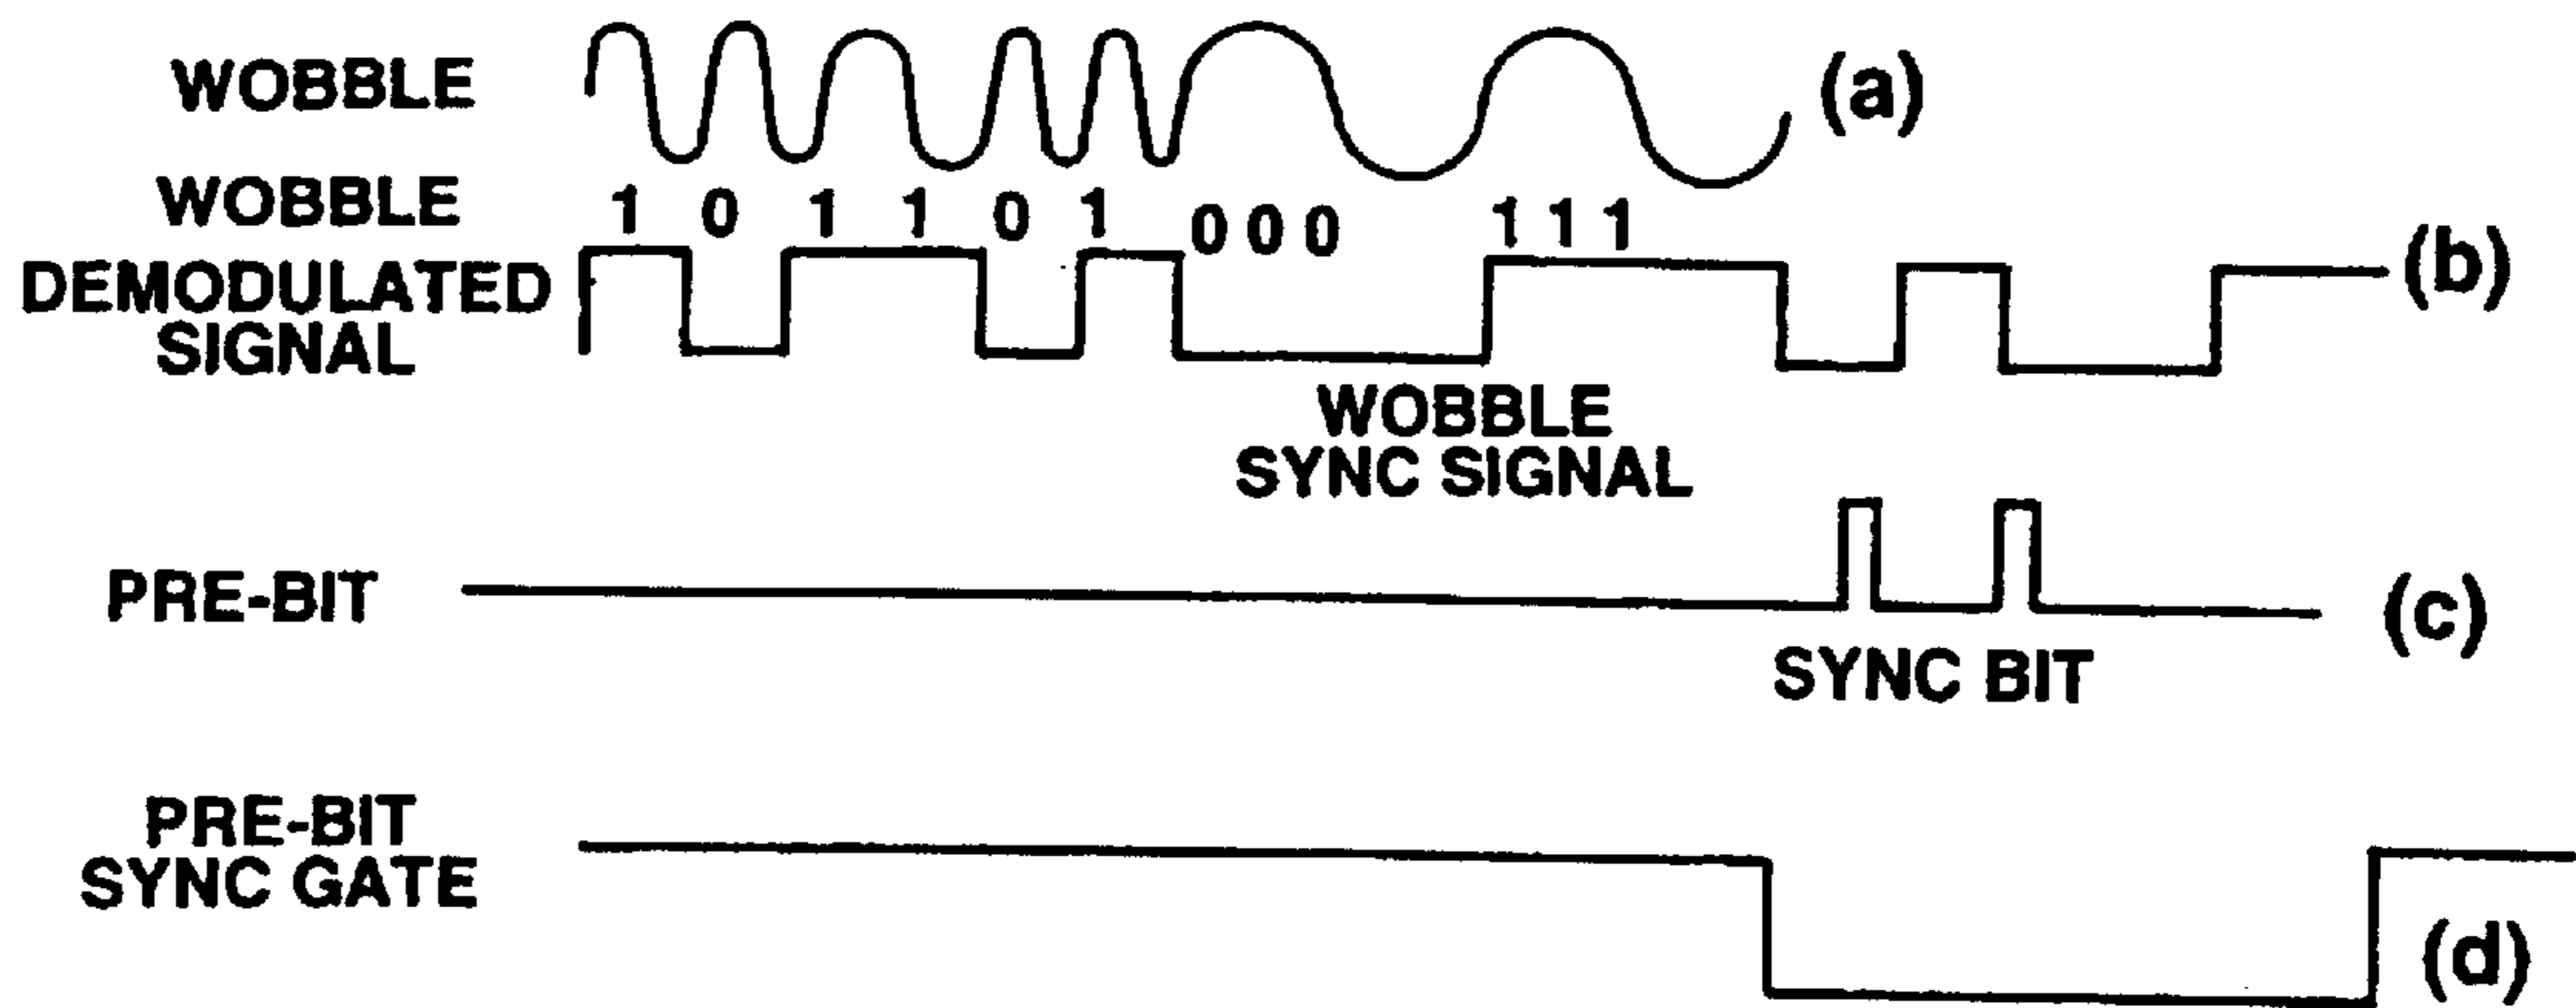 WOBBLE (a)
WOBBLE 1 0 1 1 0 1 0 0 0 1 1 1
DEMODULATED (b)
SIGNAL
WOBBLE
SYNC SIGNAL
PRE-BIT (c)
SYNC BIT
PRE-BIT
SYNC GATE
(d)